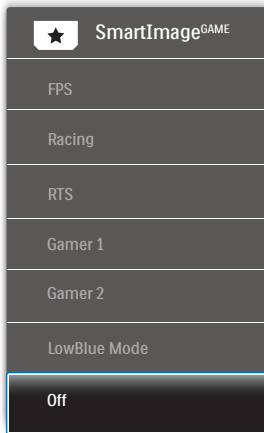 SmartImageGAME
FPS
Racing
RTS
Gamer 1
Gamer 2
LowBlue Mode
Off